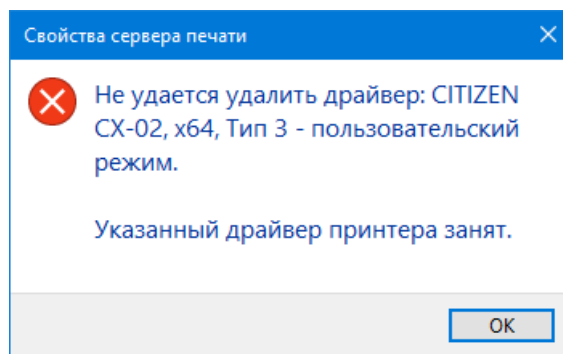 Свойства сервера печати
Не удается удалить драйвер: CITIZEN
CX-02, x64, Тип 3 - пользовательский
режим.
Указанный драйвер принтера занят.
ОК